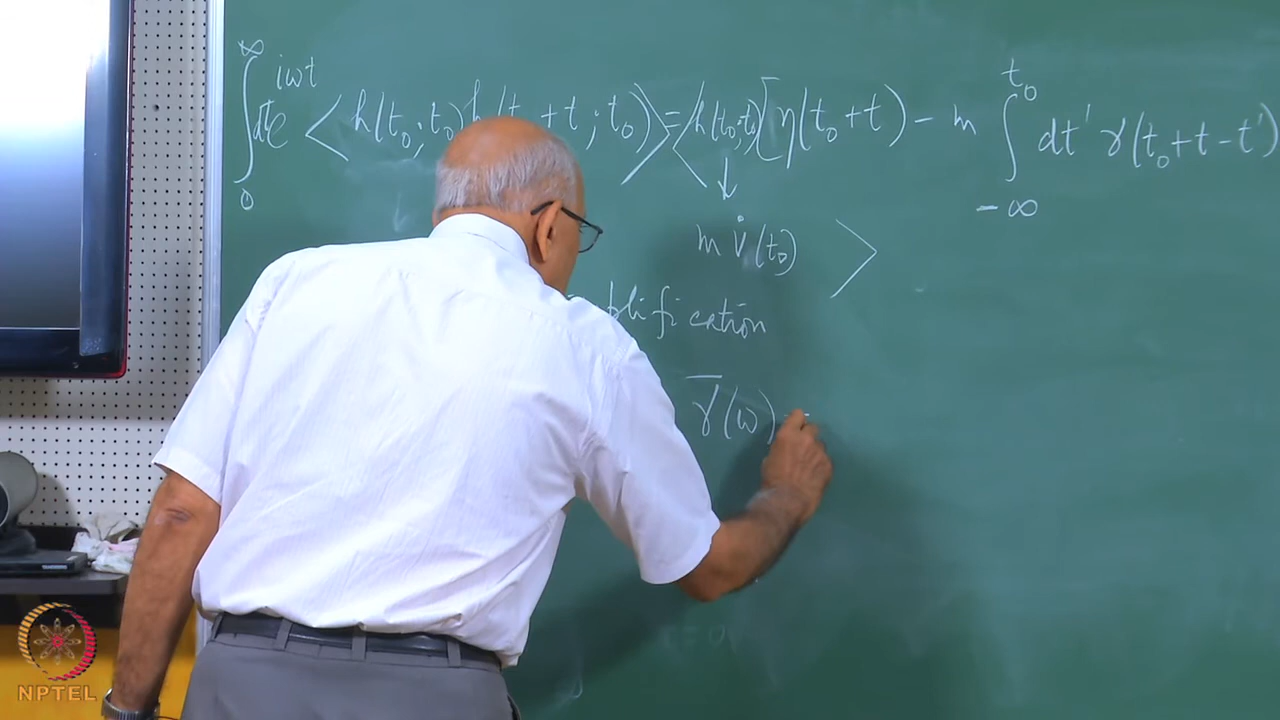 ∫₀^∞ dt e^{iωt} ⟨h(t₀;t₀)h(t₀+t;t₀)⟩ = ⟨h(t₀;t₀)[η(t₀+t) - m ∫_{-∞}^{t₀} dt' γ(t₀+t-t')
↓
m v̇(t₀) ⟩
plification
γ̅(ω) =
NPTEL